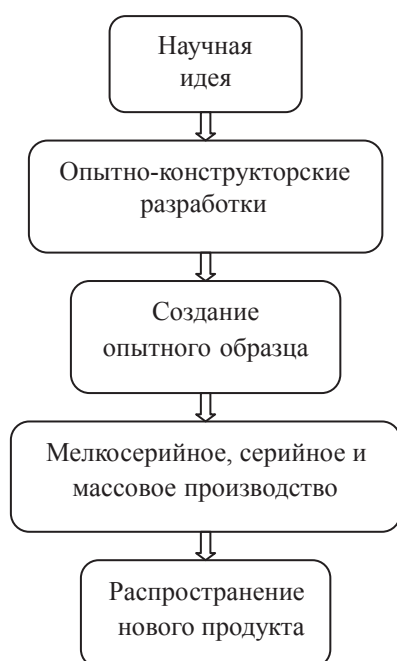 Научная
идея
Опытно-конструкторские
разработки
Создание
опытного образца
Мелкосерийное, серийное и
массовое производство
Распространение
нового продукта